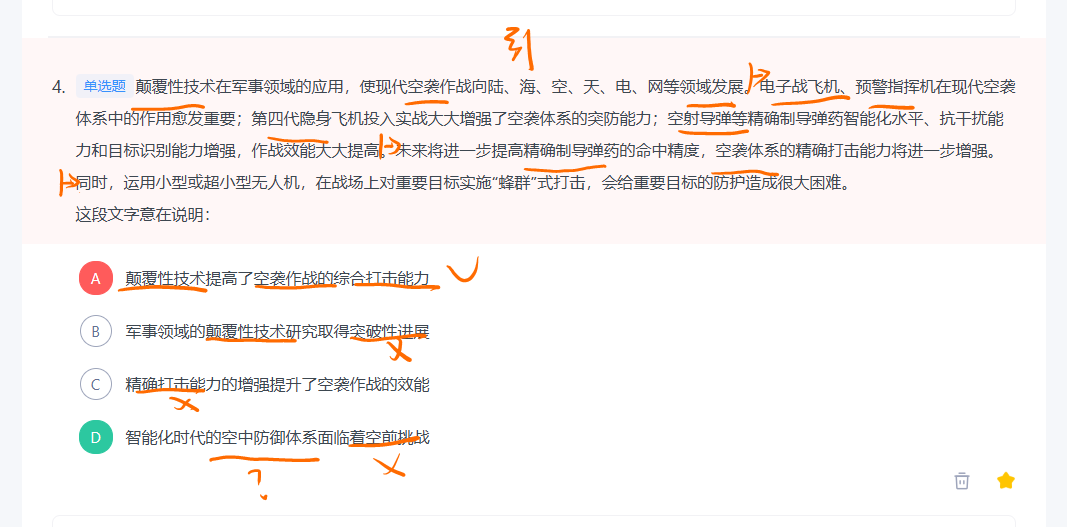 引
4. 单选题 颠覆性技术在军事领域的应用，使现代空袭作战向陆、海、空、天、电、网等领域发展。电子战飞机、预警指挥机在现代空袭
体系中的作用愈发重要；第四代隐身飞机投入实战大大增强了空袭体系的突防能力；空射导弹等精确制导弹药智能化水平、抗干扰能
力和目标识别能力增强，作战效能大大提高。未来将进一步提高精确制导弹药的命中精度，空袭体系的精确打击能力将进一步增强。
同时，运用小型或超小型无人机，在战场上对重要目标实施“蜂群”式打击，会给重要目标的防护造成很大困难。
这段文字意在说明：
A 颠覆性技术提高了空袭作战的综合打击能力
B 军事领域的颠覆性技术研究取得突破性进展
C 精确打击能力的增强提升了空袭作战的效能
D 智能化时代的空中防御体系面临着空前挑战
?